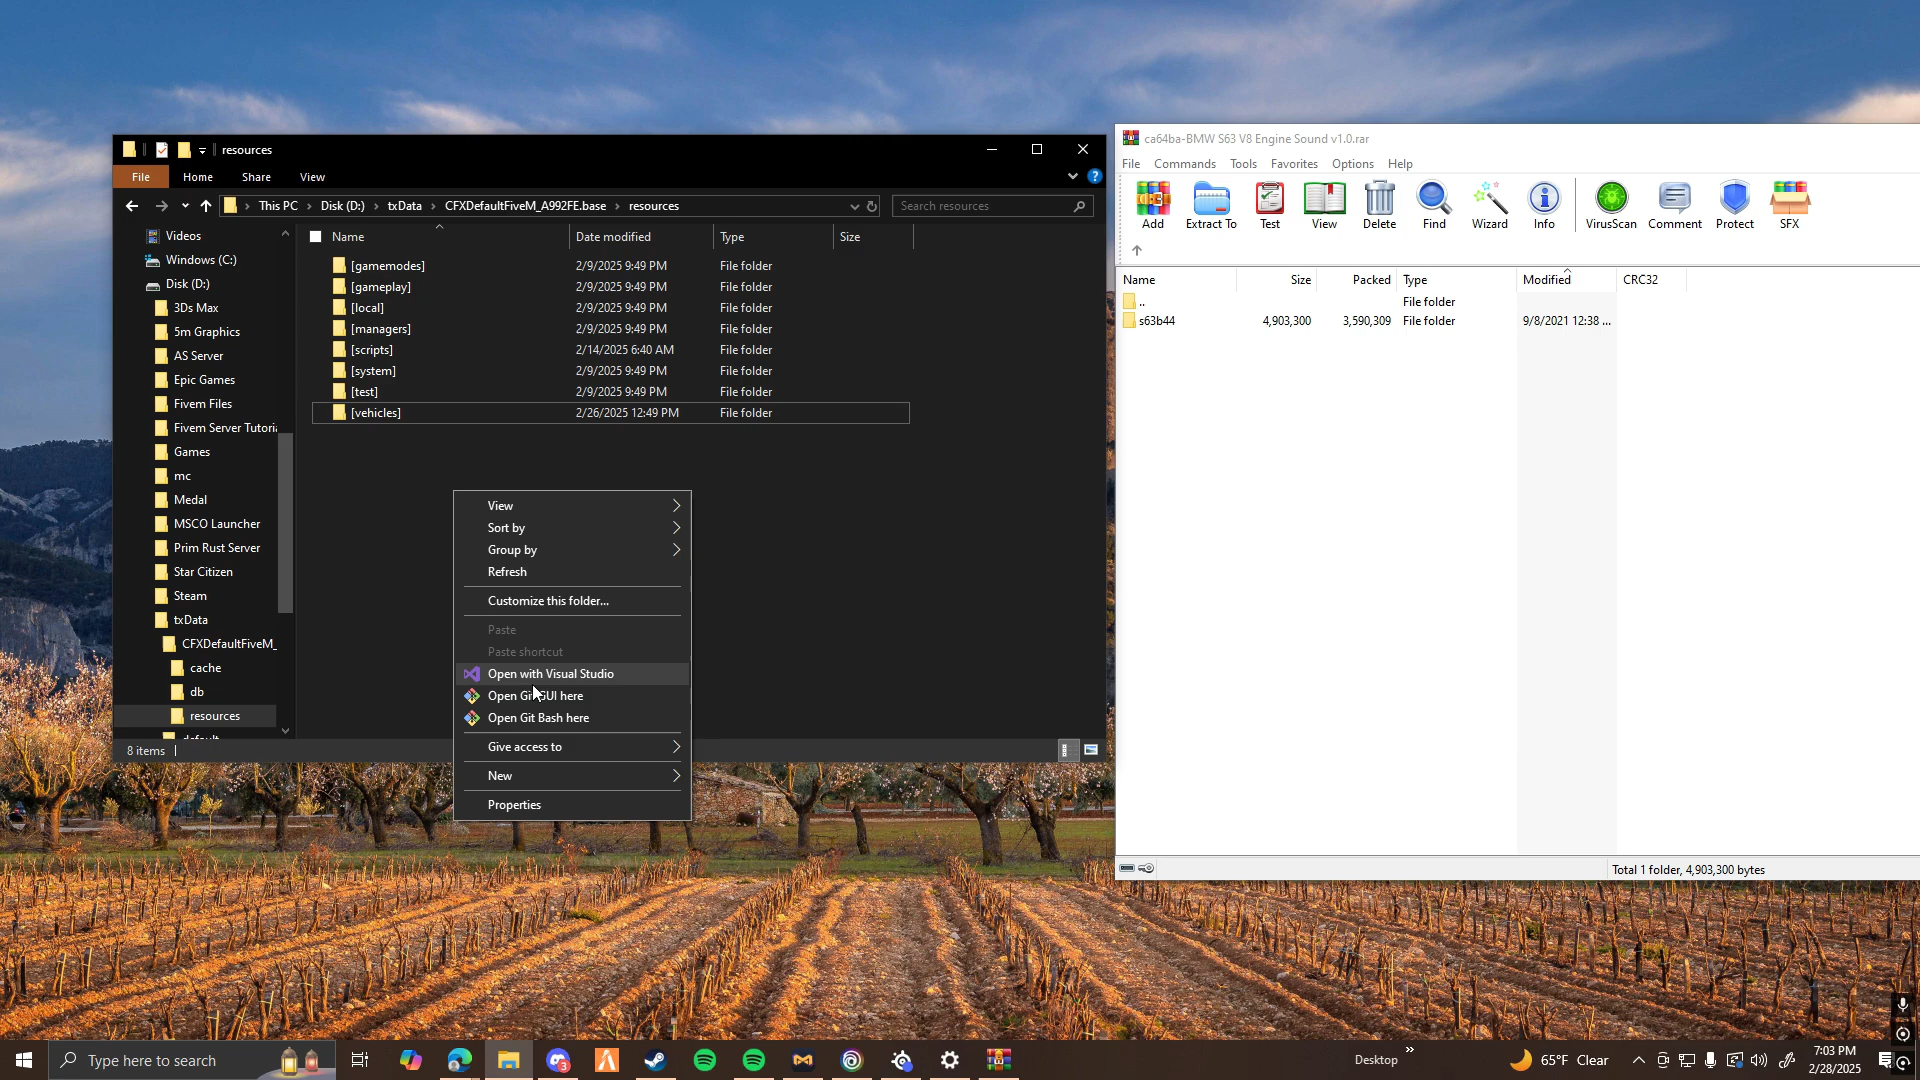 resources
File
Home
Share
View
This PC > Disk (D:) > txData > CFXDefaultFiveM_A992FE.base > resources
Search resources
Videos
Windows (C:)
Disk (D:)
3Ds Max
5m Graphics
AS Server
Epic Games
Fivem Files
Fivem Server Tutori
Games
mc
Medal
MSCO Launcher
Prim Rust Server
Star Citizen
Steam
txData
CFXDefaultFiveM_
cache
db
resources
default
Name Date modified Type Size
[gamemodes] 2/9/2025 9:49 PM File folder
[gameplay] 2/9/2025 9:49 PM File folder
[local] 2/9/2025 9:49 PM File folder
[managers] 2/9/2025 9:49 PM File folder
[scripts] 2/14/2025 6:40 AM File folder
[system] 2/9/2025 9:49 PM File folder
[test] 2/9/2025 9:49 PM File folder
[vehicles] 2/26/2025 12:49 PM File folder
8 items
View
Sort by
Group by
Refresh
Customize this folder...
Paste
Paste shortcut
Open with Visual Studio
Open Git GUI here
Open Git Bash here
Give access to
New
Properties
ca64ba-BMW S63 V8 Engine Sound v1.0.rar
File Commands Tools Favorites Options Help
Add Extract To Test View Delete Find Wizard Info VirusScan Comment Protect SFX
Name Size Packed Type Modified CRC32
.. File folder
s63b44 4,903,300 3,590,309 File folder 9/8/2021 12:38 ...
Total 1 folder, 4,903,300 bytes
Type here to search
3
Desktop
65°F Clear
7:03 PM
2/28/2025